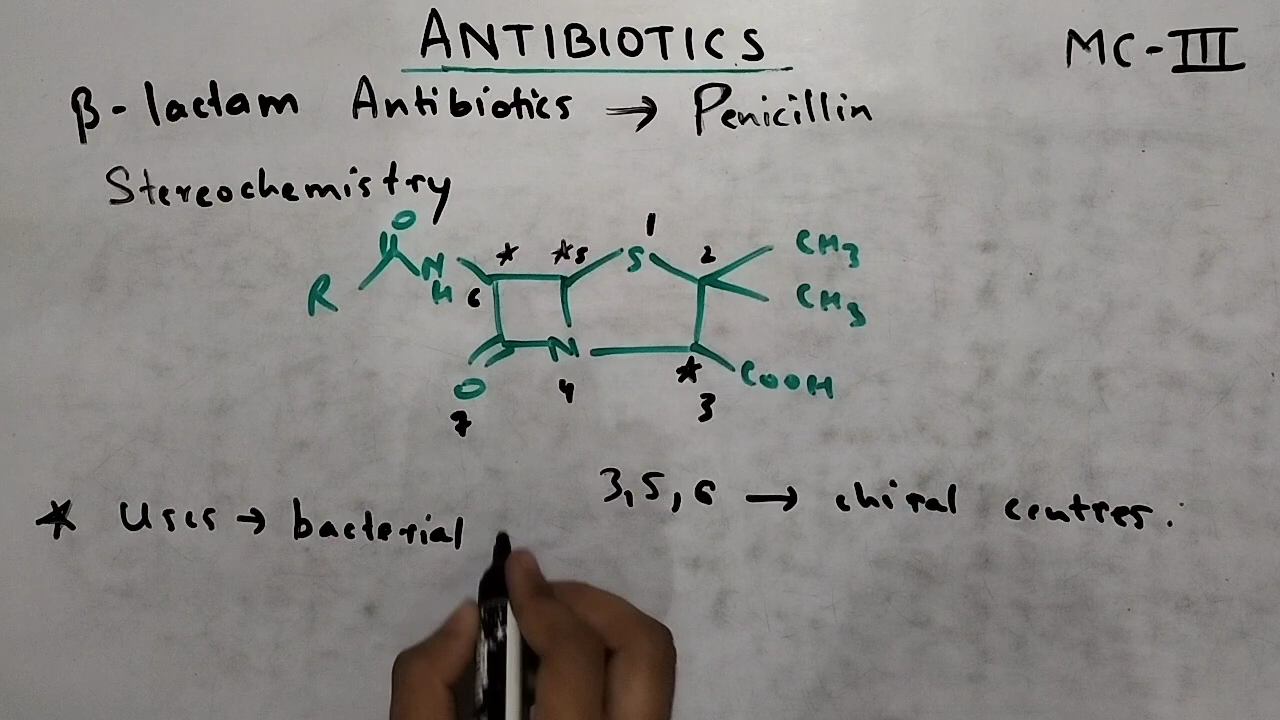 ANTIBIOTICS
MC-III
β-lactam Antibiotics → Penicillin
Stereochemistry
O 1
R N H 6 * *5 S 2 CH3
CH3
O N * COOH
7 4 3
3,5,6 → chiral centres.
* Uses → bacterial